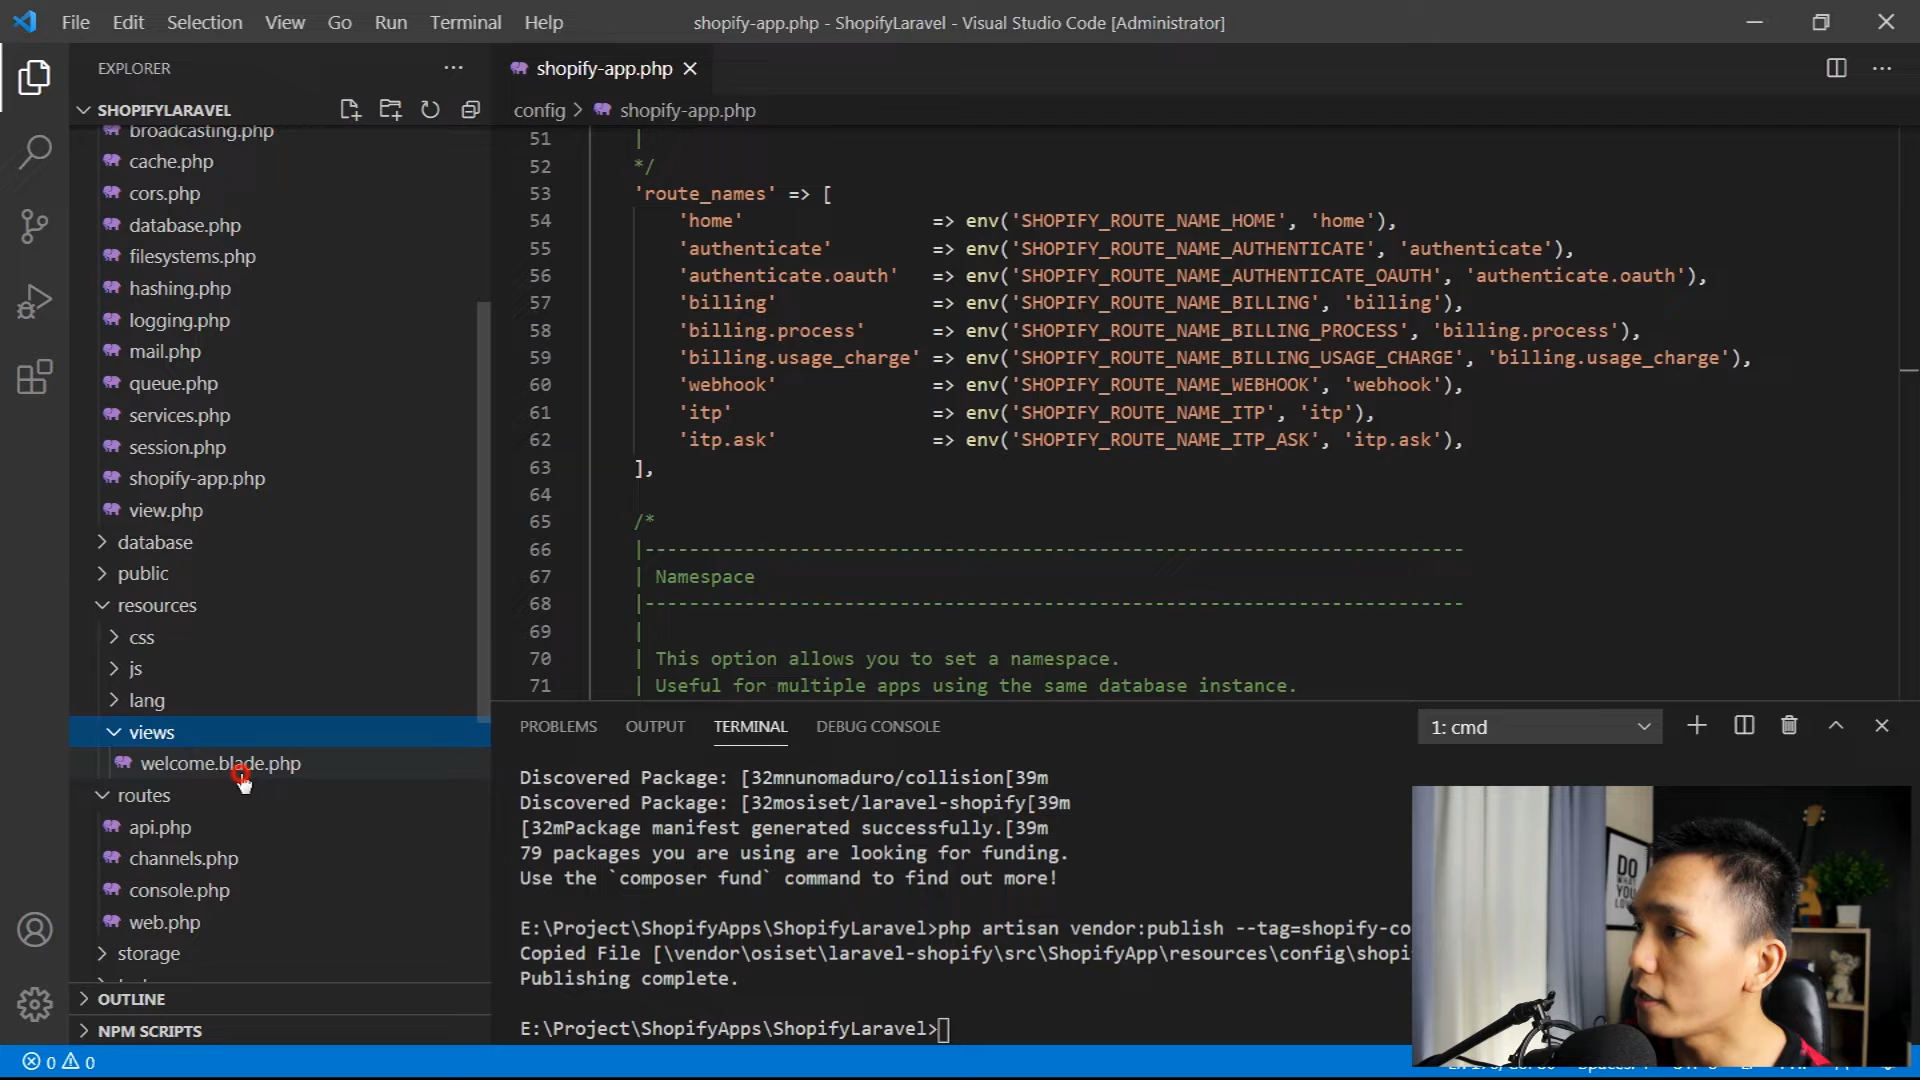 File Edit Selection View Go Run Terminal Help
shopify-app.php - ShopifyLaravel - Visual Studio Code [Administrator]
EXPLORER
SHOPIFYLARAVEL
broadcasting.php
cache.php
cors.php
database.php
filesystems.php
hashing.php
logging.php
mail.php
queue.php
services.php
session.php
shopify-app.php
view.php
database
public
resources
css
js
lang
views
welcome.blade.php
routes
api.php
channels.php
console.php
web.php
storage
OUTLINE
NPM SCRIPTS
0 0
shopify-app.php
config > shopify-app.php
51 |
52 */
53 'route_names' => [
54 'home' => env('SHOPIFY_ROUTE_NAME_HOME', 'home'),
55 'authenticate' => env('SHOPIFY_ROUTE_NAME_AUTHENTICATE', 'authenticate'),
56 'authenticate.oauth' => env('SHOPIFY_ROUTE_NAME_AUTHENTICATE_OAUTH', 'authenticate.oauth'),
57 'billing' => env('SHOPIFY_ROUTE_NAME_BILLING', 'billing'),
58 'billing.process' => env('SHOPIFY_ROUTE_NAME_BILLING_PROCESS', 'billing.process'),
59 'billing.usage_charge' => env('SHOPIFY_ROUTE_NAME_BILLING_USAGE_CHARGE', 'billing.usage_charge'),
60 'webhook' => env('SHOPIFY_ROUTE_NAME_WEBHOOK', 'webhook'),
61 'itp' => env('SHOPIFY_ROUTE_NAME_ITP', 'itp'),
62 'itp.ask' => env('SHOPIFY_ROUTE_NAME_ITP_ASK', 'itp.ask'),
63 ],
64
65 /*
66 |--------------------------------------------------------------------------
67 | Namespace
68 |--------------------------------------------------------------------------
69 |
70 | This option allows you to set a namespace.
71 | Useful for multiple apps using the same database instance.
PROBLEMS OUTPUT TERMINAL DEBUG CONSOLE
1: cmd
Discovered Package: [32mnunomaduro/collision[39m
Discovered Package: [32mosiset/laravel-shopify[39m
[32mPackage manifest generated successfully.[39m
79 packages you are using are looking for funding.
Use the `composer fund` command to find out more!
E:\Project\ShopifyApps\ShopifyLaravel>php artisan vendor:publish --tag=shopify-co
Copied File [\vendor\osiset\laravel-shopify\src\ShopifyApp\resources\config\shopi
Publishing complete.
E:\Project\ShopifyApps\ShopifyLaravel>
DO
WHAT
YOU